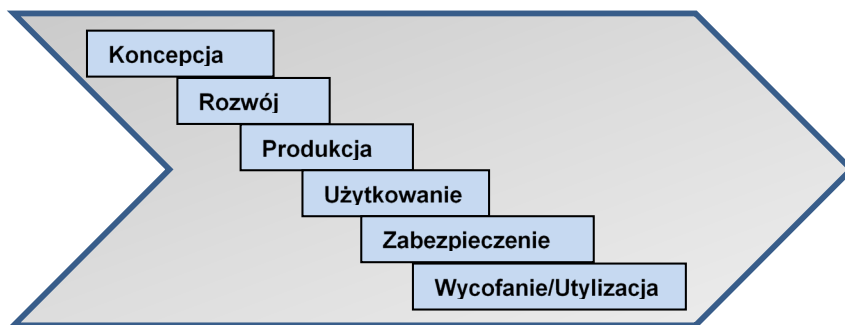 Koncepcja
Rozwój
Produkcja
Użytkowanie
Zabezpieczenie
Wycofanie/Utylizacja